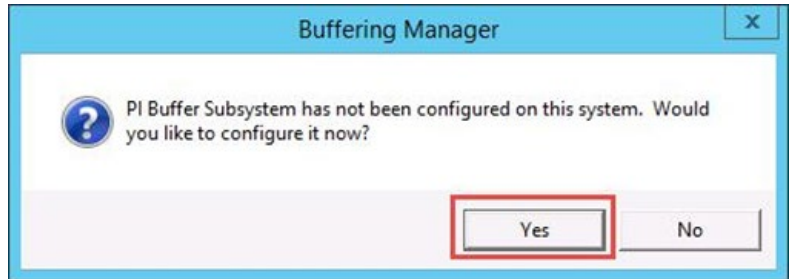 Buffering Manager
x
PI Buffer Subsystem has not been configured on this system. Would
you like to configure it now?
Yes
No